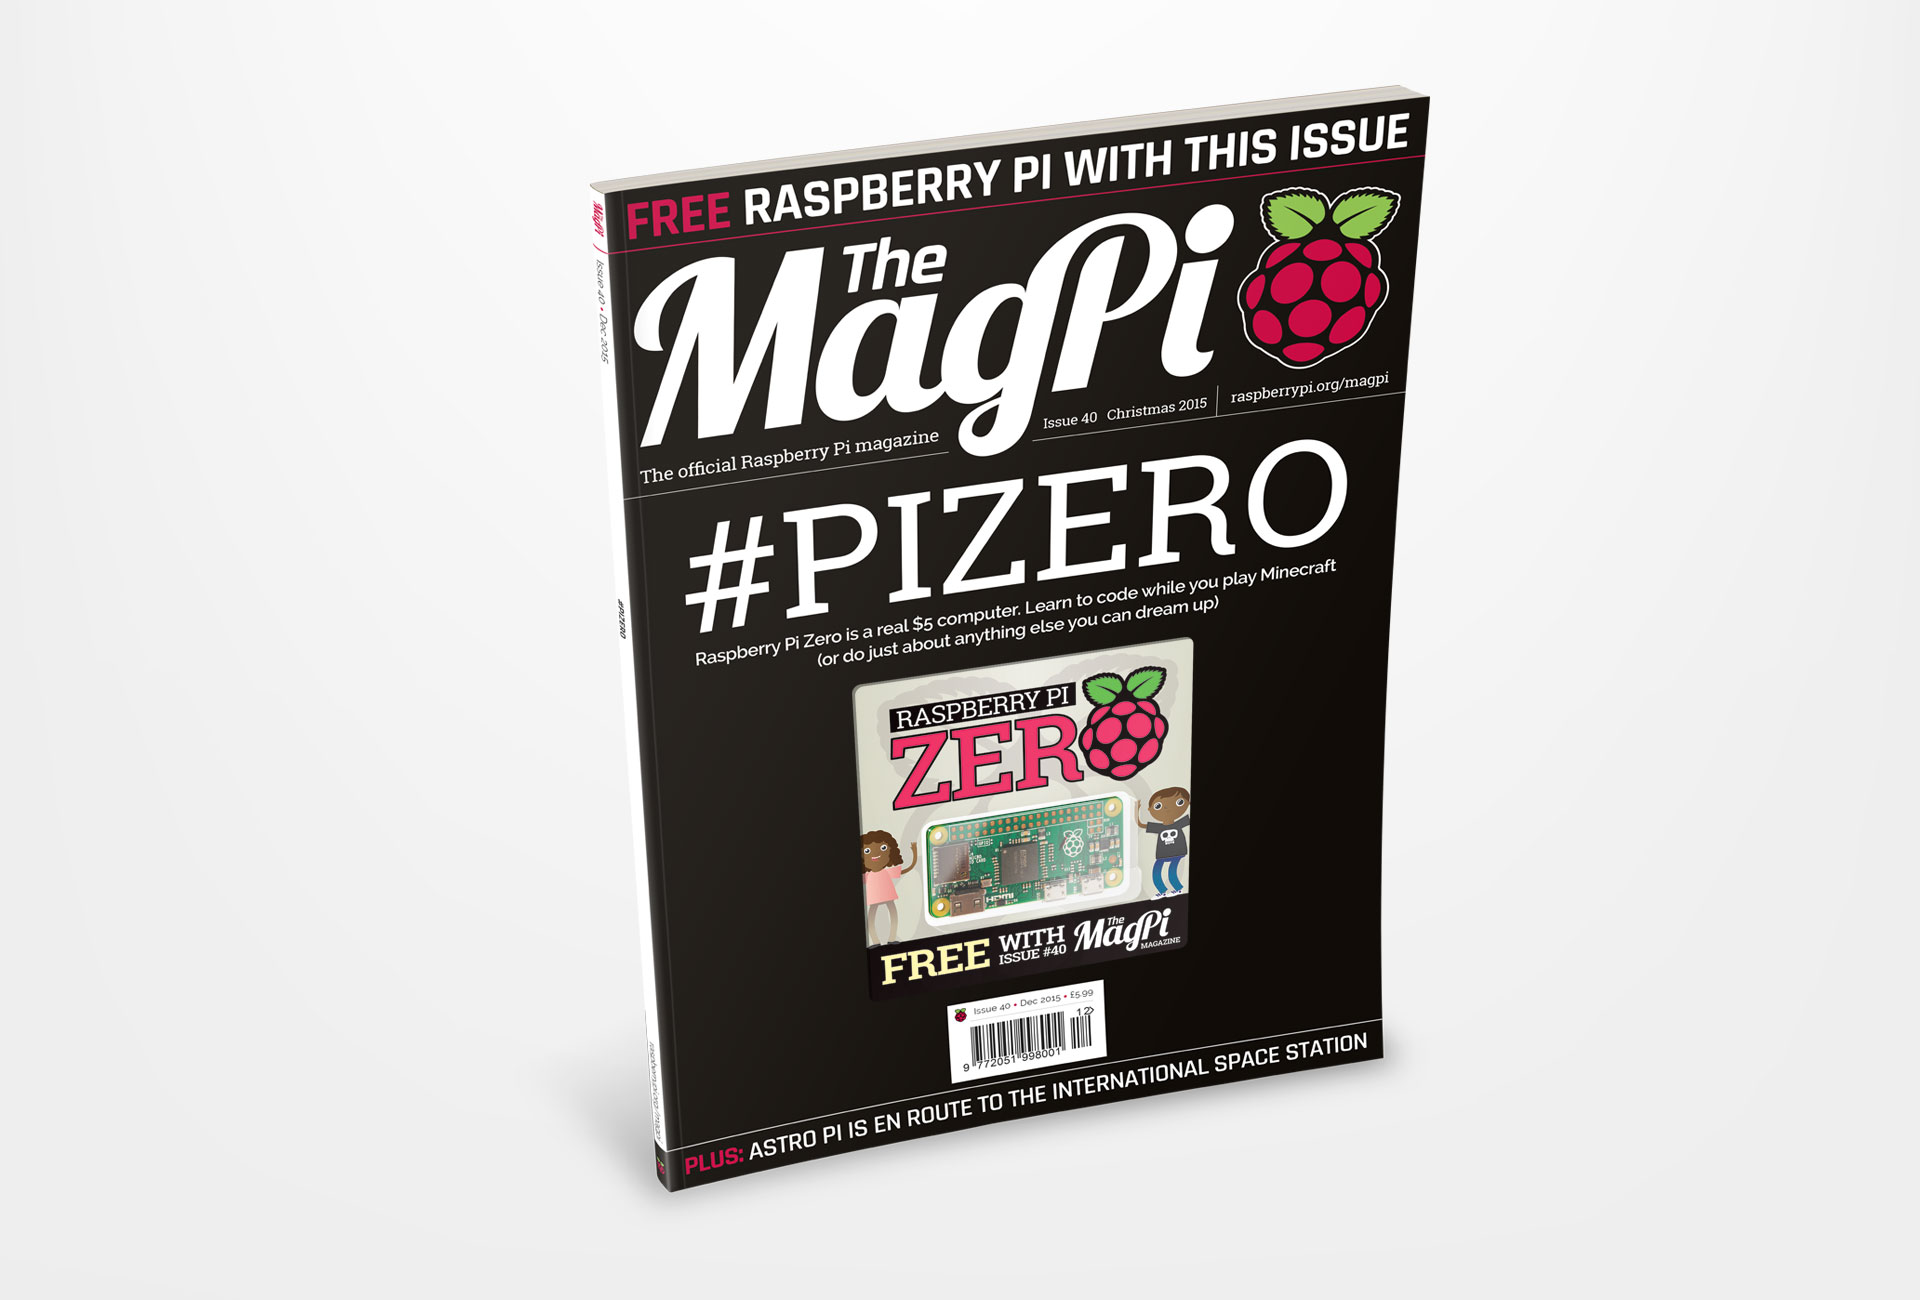 FREE RASPBERRY PI WITH THIS ISSUE
The
MagPi
The official Raspberry Pi magazine
Issue 40 Christmas 2015
raspberrypi.org/magpi
#PIZERO
Raspberry Pi Zero is a real $5 computer. Learn to code while you play Minecraft
(or do just about anything else you can dream up)
RASPBERRY PI
ZERO
HDMI
FREE WITH
ISSUE #40
The
MagPi
MAGAZINE
Issue 40 • Dec 2015 • £5.99
12>
9 772051 998001
PLUS: ASTRO PI IS EN ROUTE TO THE INTERNATIONAL SPACE STATION
MagPi
Issue 40 • Dec 2015
#PIZERO